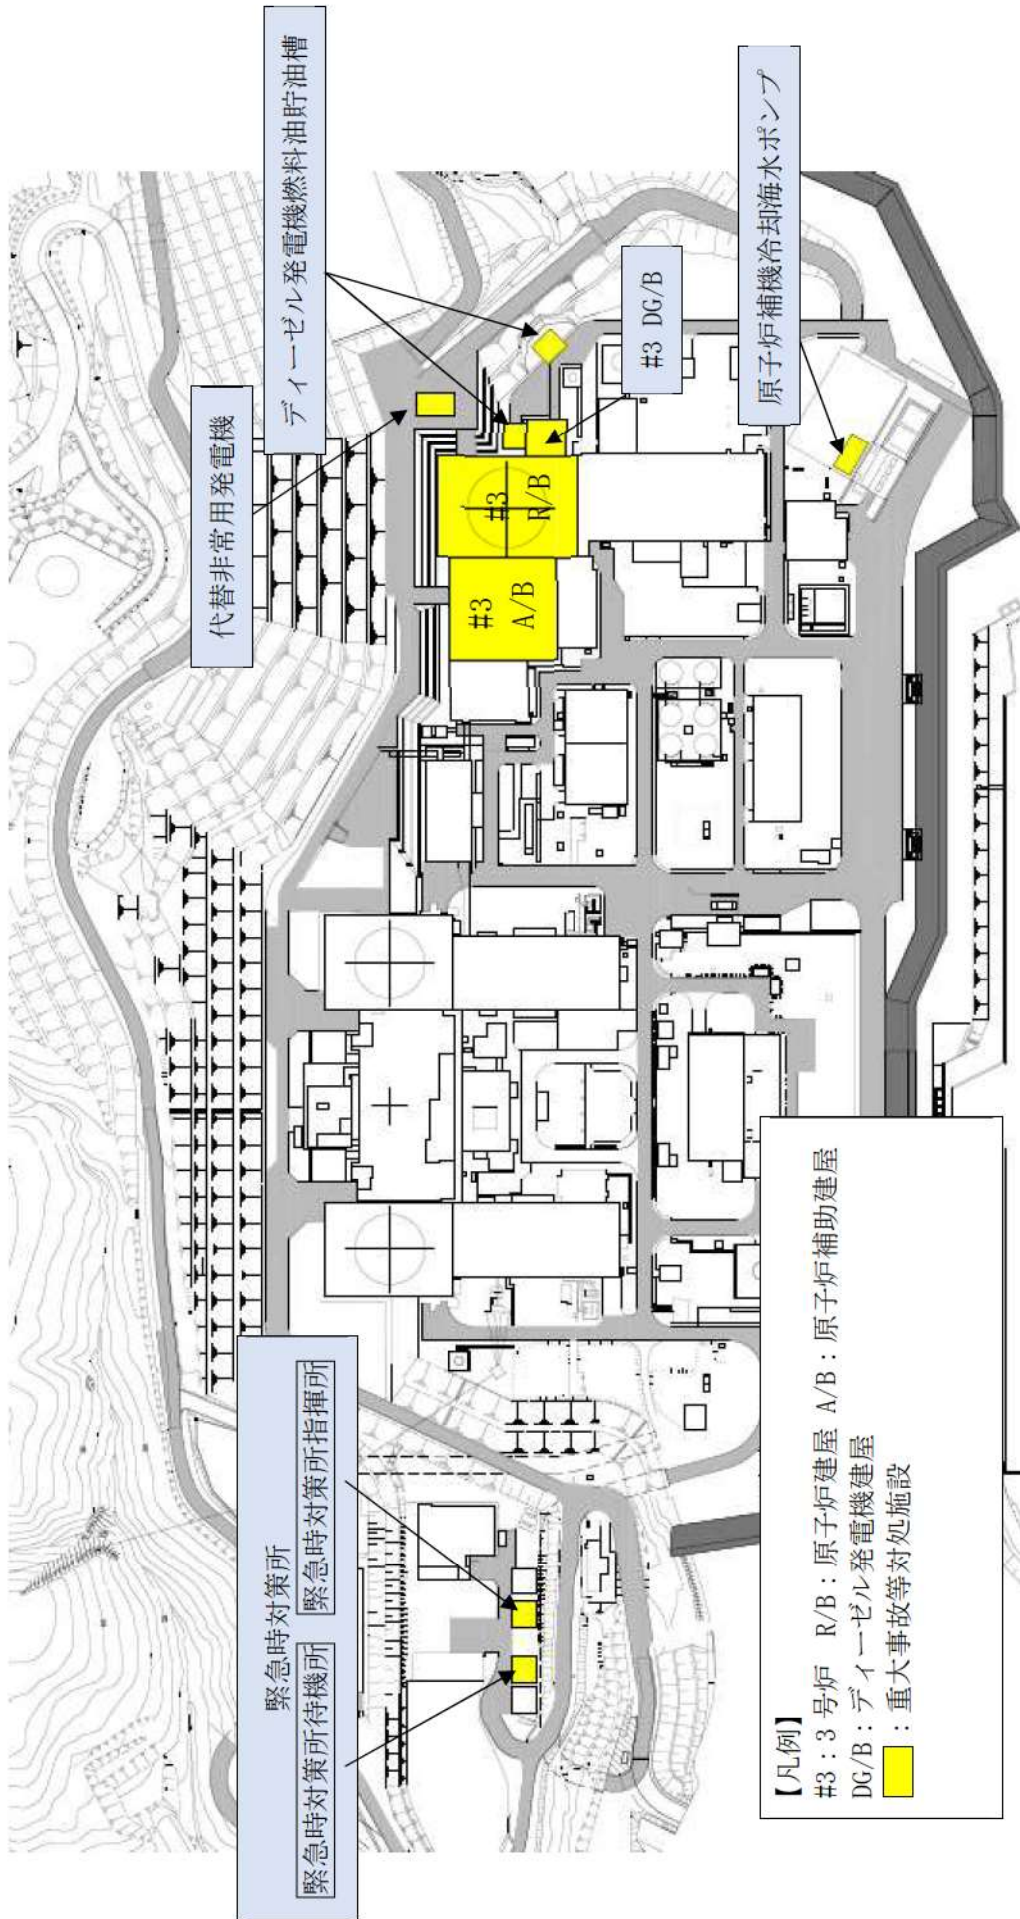 緊急時対策所
緊急時対策所待機所
緊急時対策所指揮所
代替非常用発電機
ディーゼル発電機燃料油貯油槽
#3
A/B
#3
R/B
#3 DG/B
原子炉補機冷却海水ポンプ
【凡例】
#3：3 号炉 R/B：原子炉建屋 A/B：原子炉補助建屋
DG/B：ディーゼル発電機建屋
：重大事故等対処施設